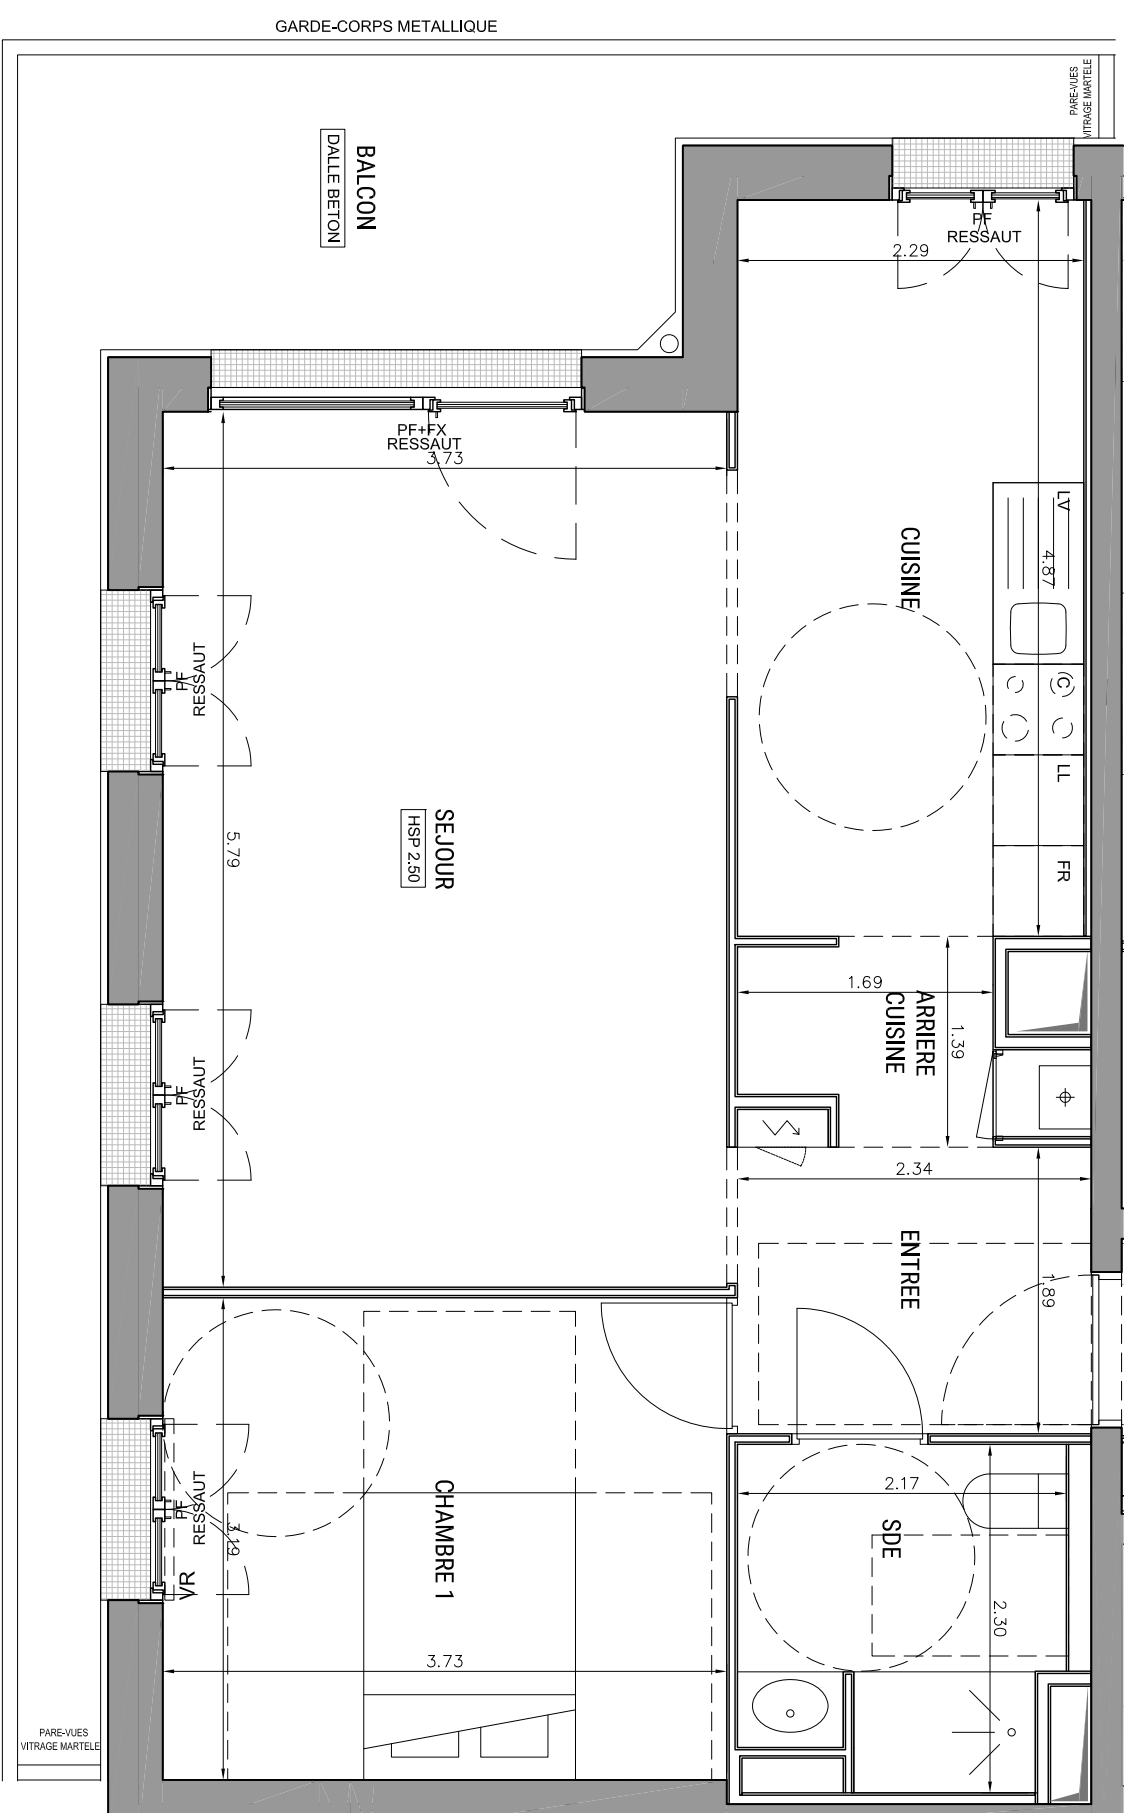 GARDE-CORPS METALLIQUE
PARE-VUES
VITRAGE MARTELE
BALCON
DALLE BETON
PF
RESSAUT
2.29
PF+FX
RESSAUT
3.73
CUISINE
LV
4.87
C
LL
FR
PF
RESSAUT
5.79
SEJOUR
HSP 2.50
1.69
ARRIERE
CUISINE
1.39
PF
RESSAUT
2.34
ENTREE
1.89
CHAMBRE 1
PF
RESSAUT
3.19
VR
3.73
2.17
SDE
2.30
PARE-VUES
VITRAGE MARTELE